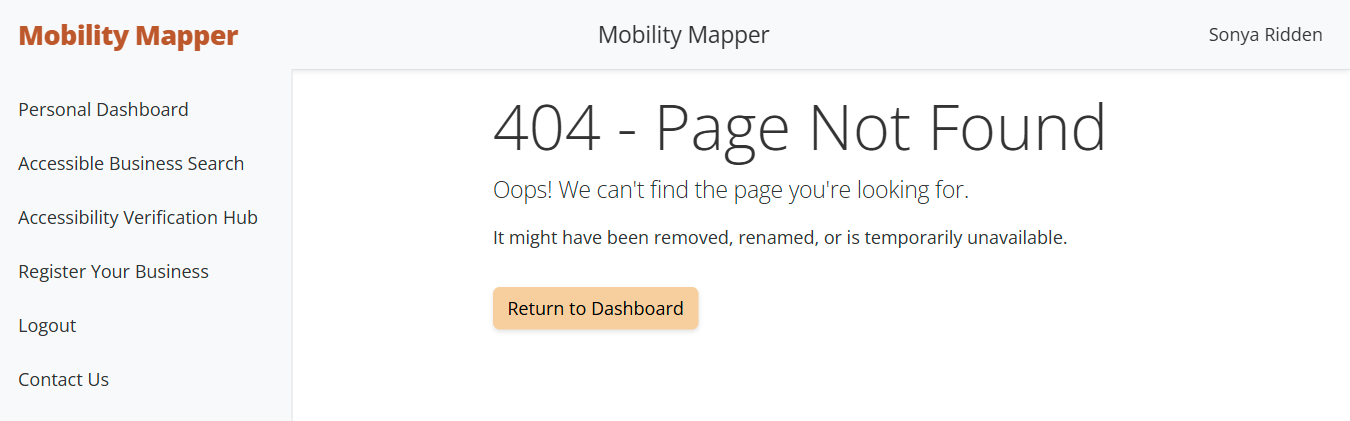 Mobility Mapper
Mobility Mapper
Sonya Ridden
Personal Dashboard
Accessible Business Search
Accessibility Verification Hub
Register Your Business
Logout
Contact Us
404 - Page Not Found
Oops! We can't find the page you're looking for.
It might have been removed, renamed, or is temporarily unavailable.
Return to Dashboard